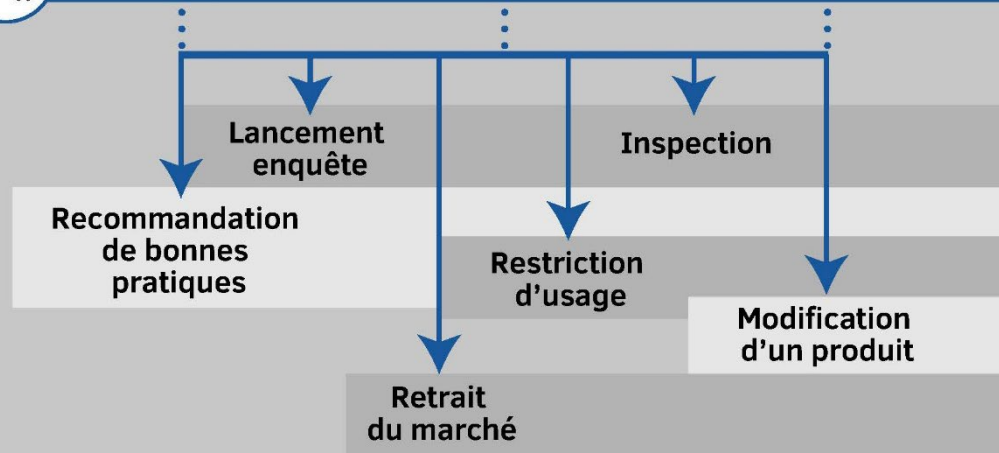 Lancement
enquête
Inspection
Recommandation
de bonnes
pratiques
Restriction
d'usage
Modification
d'un produit
Retrait
du marché